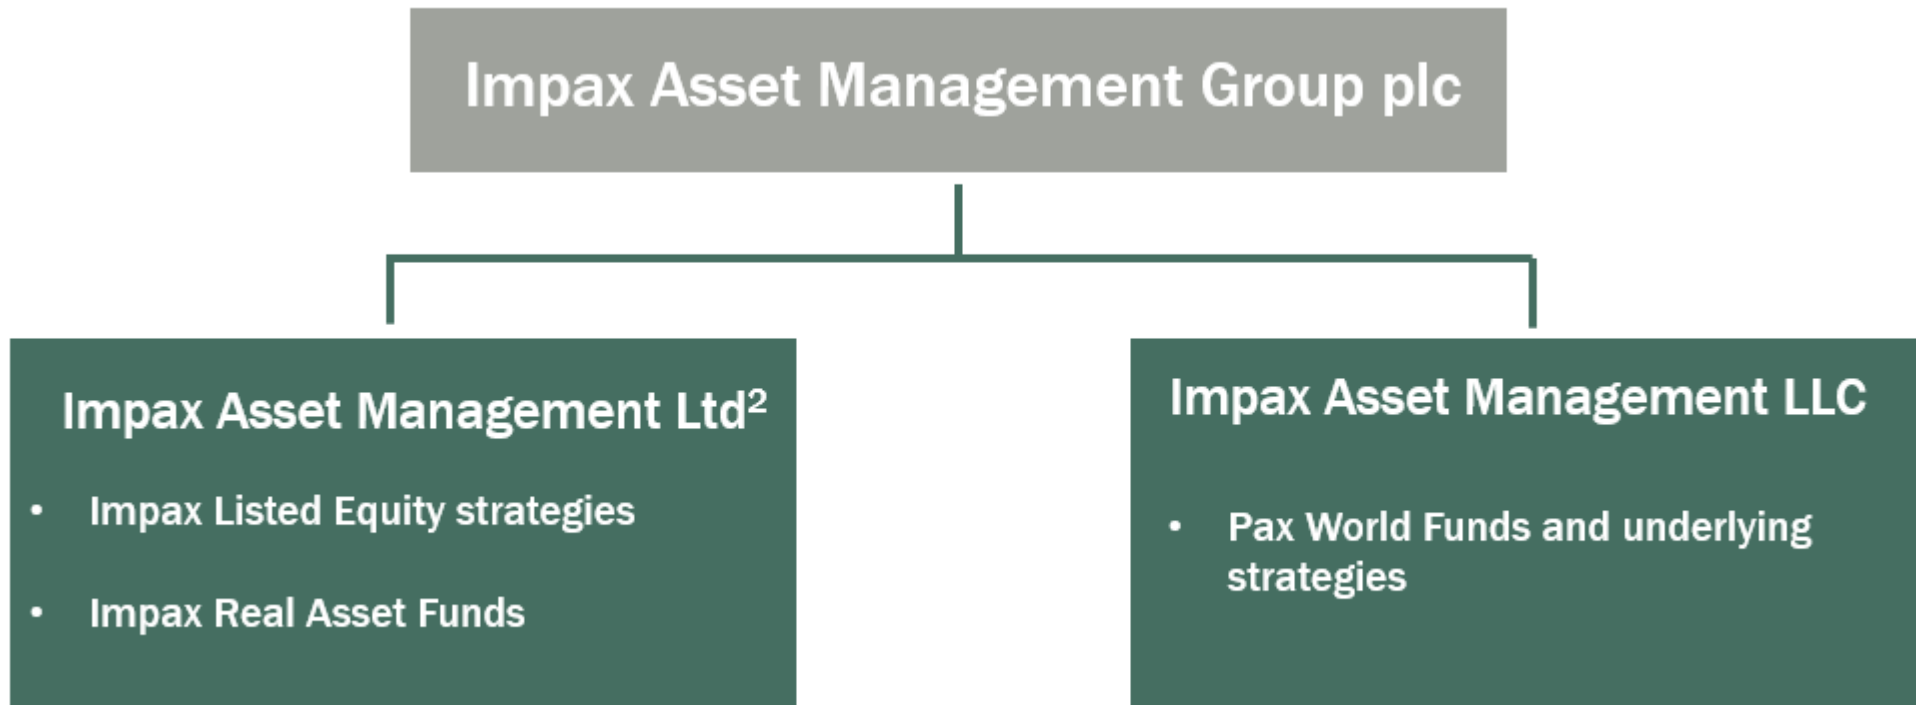 Impax Asset Management Group plc
Impax Asset Management Ltd²
• Impax Listed Equity strategies
• Impax Real Asset Funds
Impax Asset Management LLC
• Pax World Funds and underlying
strategies